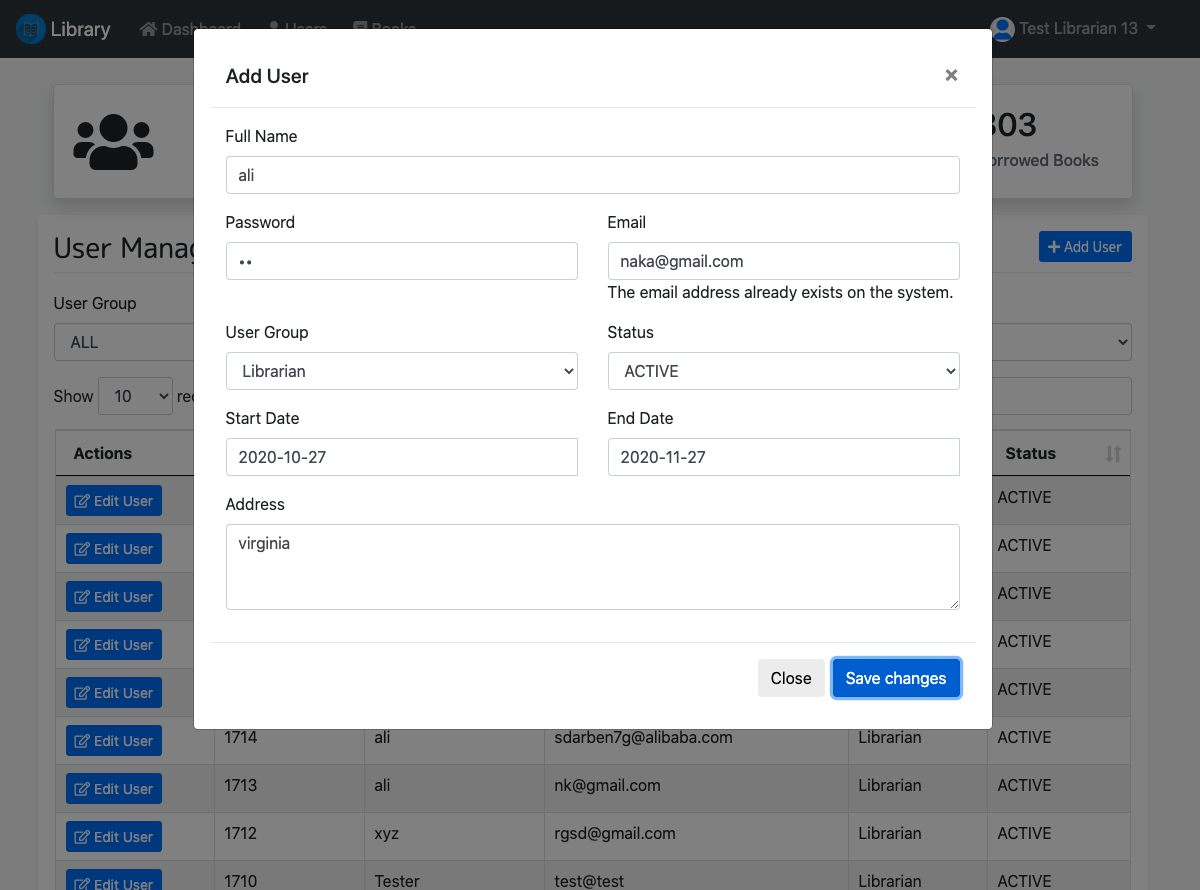 Library Dashboard Users Books Test Librarian 13
Add User ×
303
Borrowed Books
Full Name
ali
Password Email
•• naka@gmail.com
The email address already exists on the system.
User Manag
Add User
User Group
ALL
User Group Status
Librarian ACTIVE
Show 10 rec
Start Date End Date
2020-10-27 2020-11-27
Actions Status
Address
virginia
Edit User ACTIVE
Edit User ACTIVE
Edit User ACTIVE
Edit User ACTIVE
Edit User ACTIVE
Close Save changes
Edit User 1714 ali sdarben7g@alibaba.com Librarian ACTIVE
Edit User 1713 ali nk@gmail.com Librarian ACTIVE
Edit User 1712 xyz rgsd@gmail.com Librarian ACTIVE
Edit User 1710 Tester test@test Librarian ACTIVE